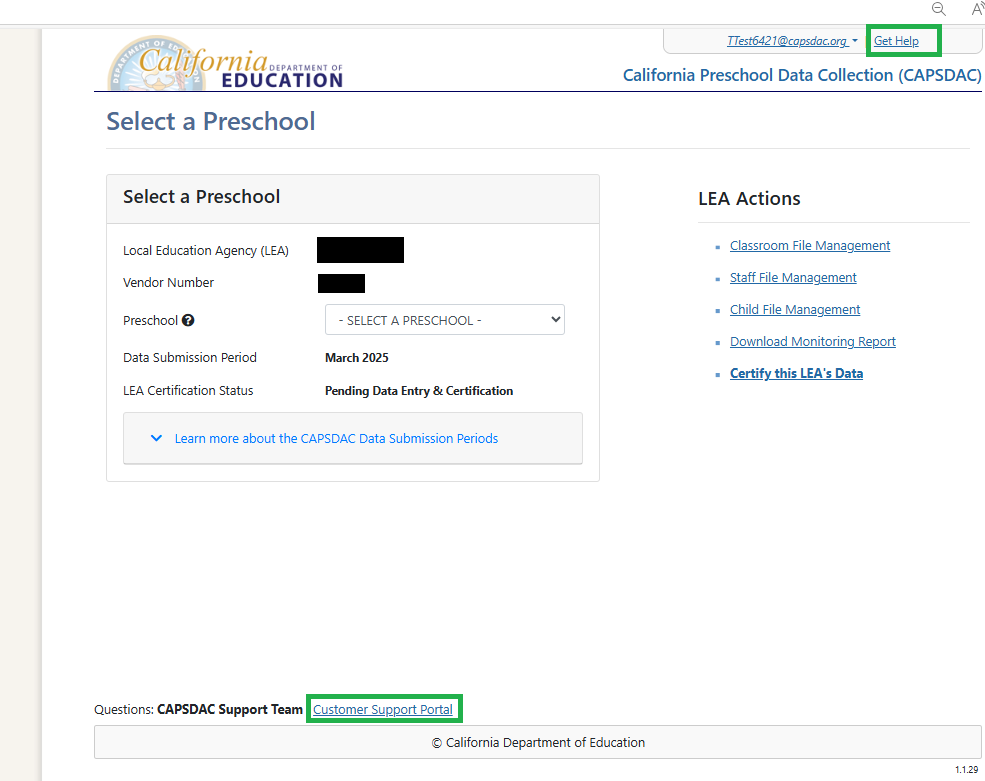 TTest6421@capsdac.org
Get Help
California DEPARTMENT OF
EDUCATION
California Preschool Data Collection (CAPSDAC)
Select a Preschool
Select a Preschool
Local Education Agency (LEA)
Vendor Number
Preschool
- SELECT A PRESCHOOL -
Data Submission Period March 2025
LEA Certification Status Pending Data Entry & Certification
Learn more about the CAPSDAC Data Submission Periods
LEA Actions
Classroom File Management
Staff File Management
Child File Management
Download Monitoring Report
Certify this LEA's Data
Questions: CAPSDAC Support Team Customer Support Portal
© California Department of Education
1.1.29